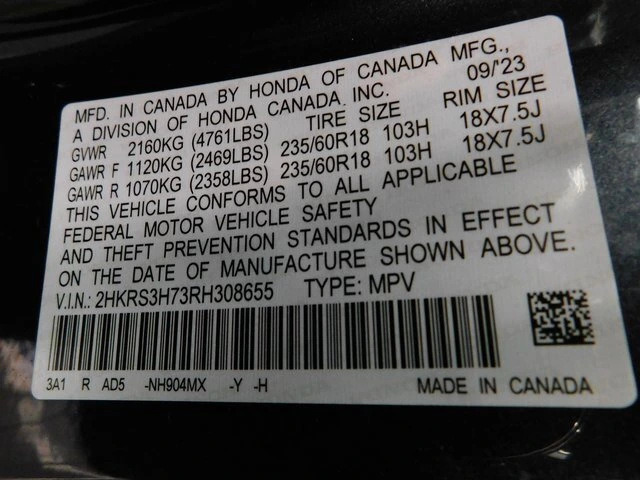 MFD. IN CANADA BY HONDA OF CANADA MFG.,
A DIVISION OF HONDA CANADA INC. 09/'23
GVWR 2160KG (4761LBS) TIRE SIZE RIM SIZE
GAWR F 1120KG (2469LBS) 235/60R18 103H 18X7.5J
GAWR R 1070KG (2358LBS) 235/60R18 103H 18X7.5J
THIS VEHICLE CONFORMS TO ALL APPLICABLE
FEDERAL MOTOR VEHICLE SAFETY
AND THEFT PREVENTION STANDARDS IN EFFECT
ON THE DATE OF MANUFACTURE SHOWN ABOVE.
V.I.N.: 2HKRS3H73RH308655 TYPE: MPV
3A1 R AD5 -NH904MX -Y -H MADE IN CANADA